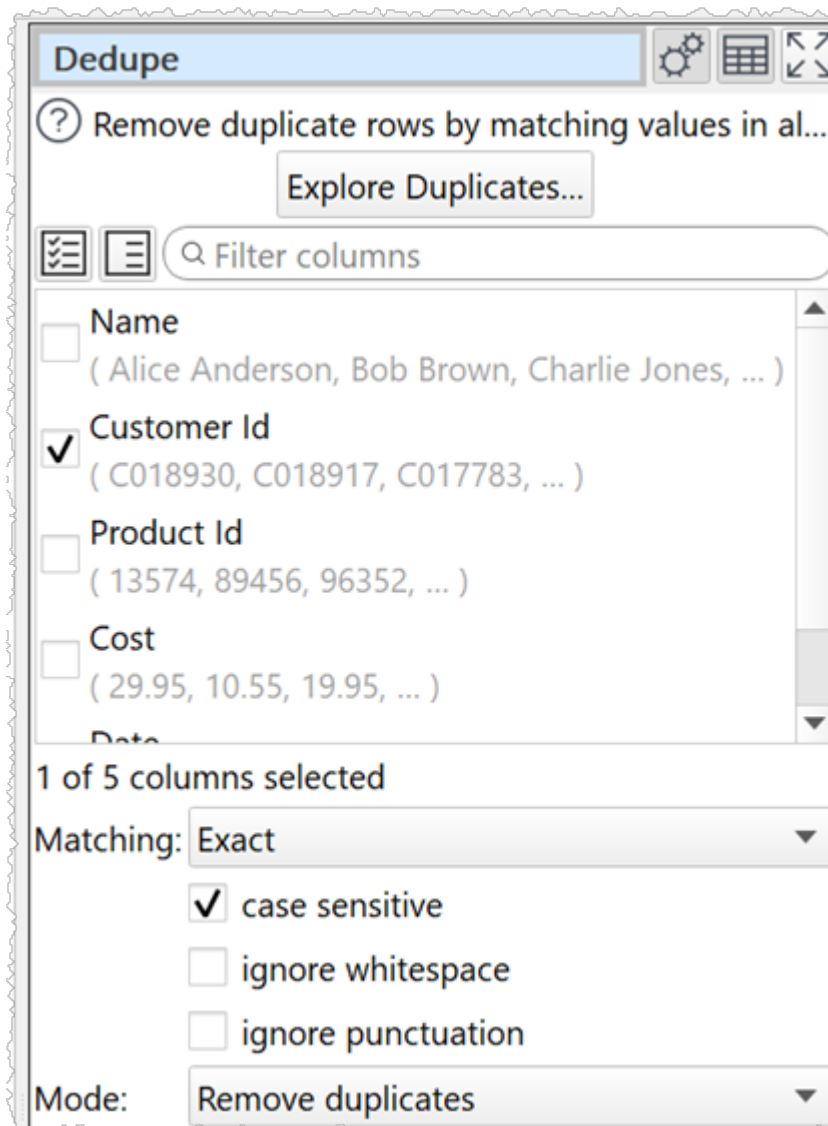 Dedupe
Remove duplicate rows by matching values in al...
Explore Duplicates...
Filter columns
Name
( Alice Anderson, Bob Brown, Charlie Jones, ... )
Customer Id
( C018930, C018917, C017783, ... )
Product Id
( 13574, 89456, 96352, ... )
Cost
( 29.95, 10.55, 19.95, ... )
Date
1 of 5 columns selected
Matching: Exact
case sensitive
ignore whitespace
ignore punctuation
Mode: Remove duplicates